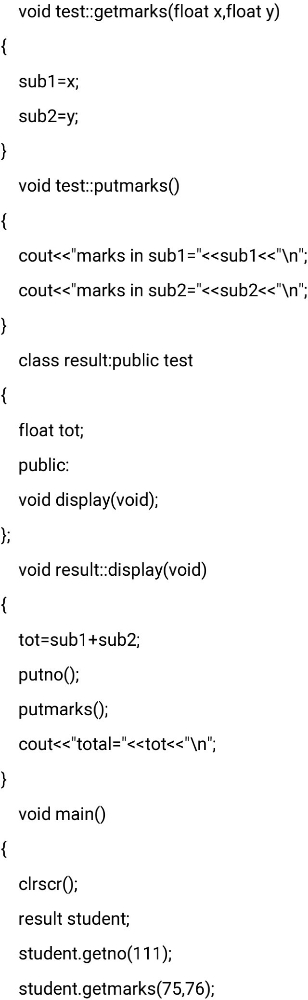 void test::getmarks(float x,float y)
{
sub1=x;
sub2=y;
}
void test::putmarks()
{
cout<<"marks in sub1="<<sub1<<"\n";
cout<<"marks in sub2="<<sub2<<"\n";
}
class result:public test
{
float tot;
public:
void display(void);
};
void result::display(void)
{
tot=sub1+sub2;
putno();
putmarks();
cout<<"total="<<tot<<"\n";
}
void main()
{
clrscr();
result student;
student.getno(111);
student.getmarks(75,76);